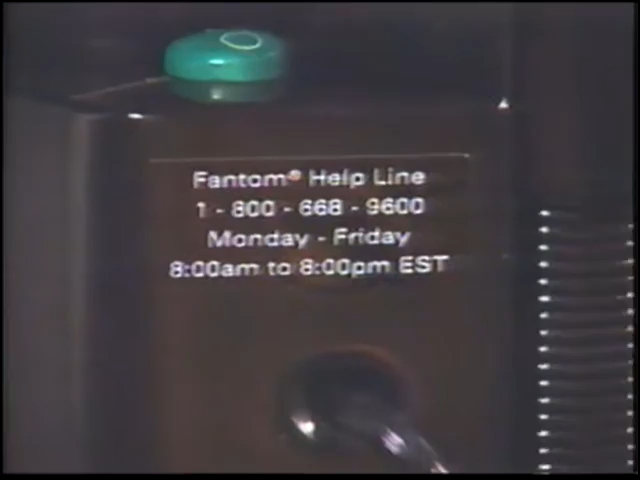 Fantom® Help Line
1 - 800 - 668 - 9600
Monday - Friday
8:00am to 8:00pm EST